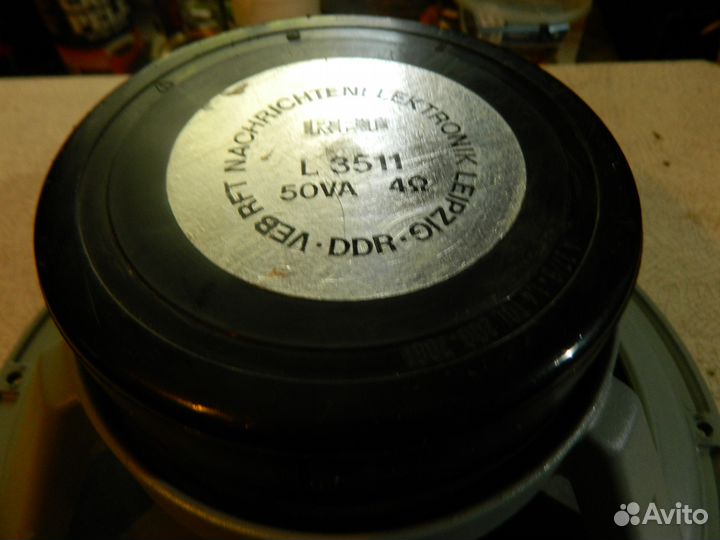 VEB RFT NACHRICHTENELEKTRONIK LEIPZIG · DDR ·
L 3511
50VA 4Ω
Avito